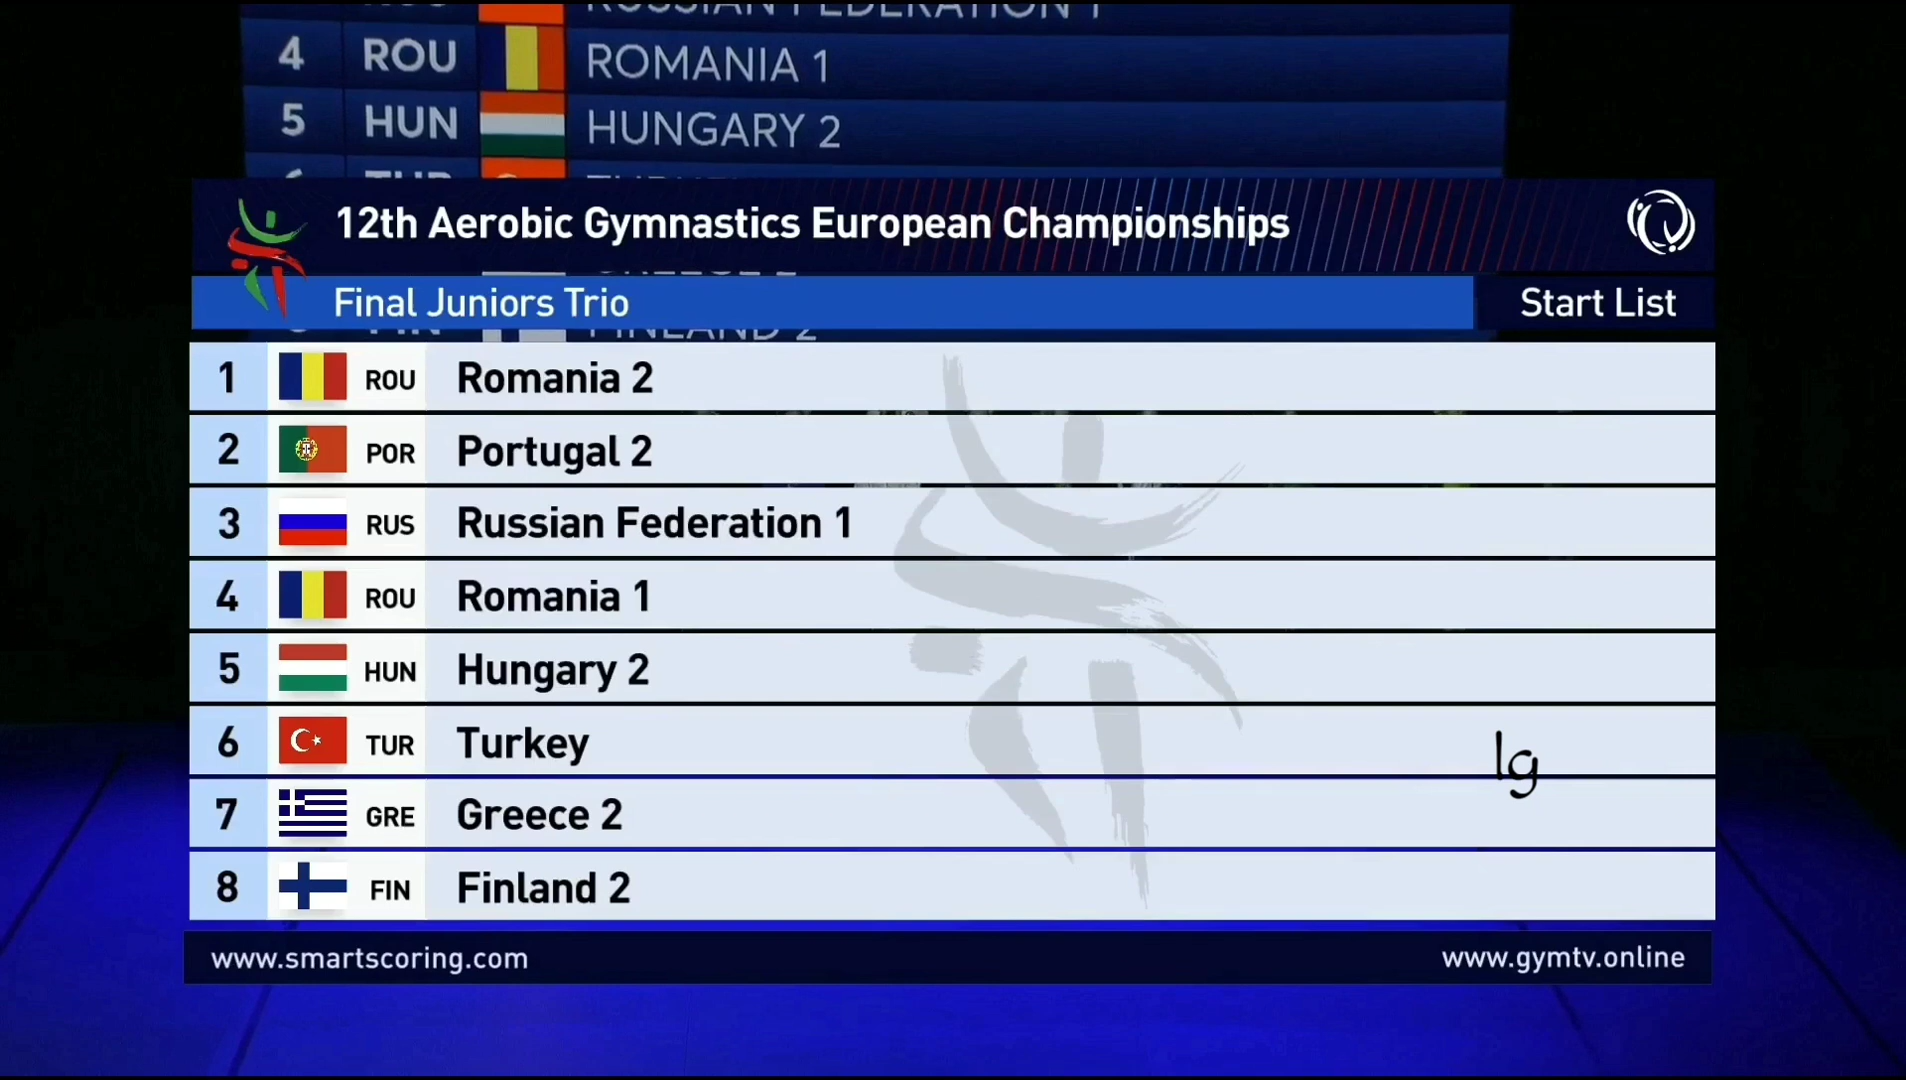 4 ROU ROMANIA 1
5 HUN HUNGARY 2
12th Aerobic Gymnastics European Championships
Final Juniors Trio Start List
FINLAND 2
1 ROU Romania 2
2 POR Portugal 2
3 RUS Russian Federation 1
4 ROU Romania 1
5 HUN Hungary 2
6 TUR Turkey
lg
7 GRE Greece 2
8 FIN Finland 2
www.smartscoring.com www.gymtv.online